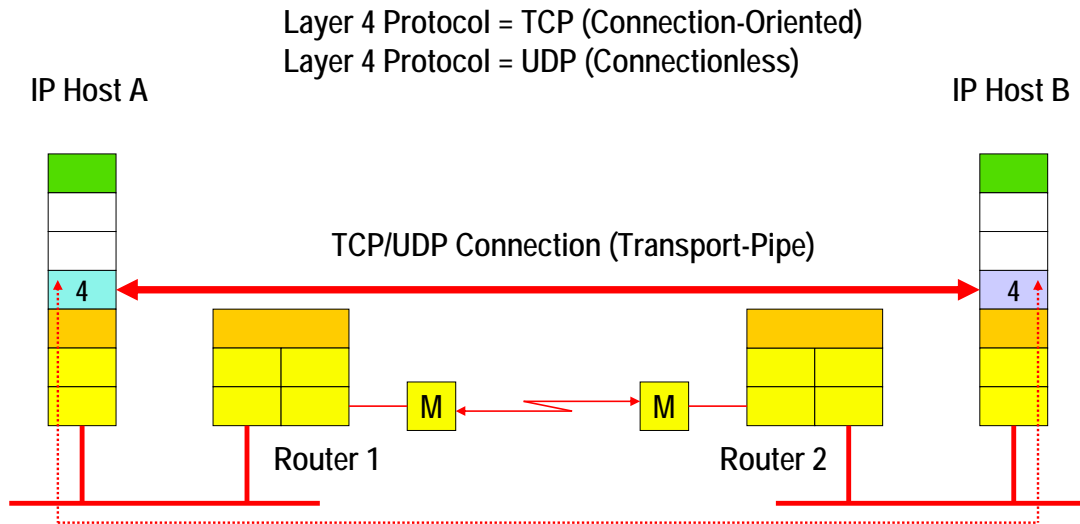 Layer 4 Protocol = TCP (Connection-Oriented)
Layer 4 Protocol = UDP (Connectionless)
IP Host A
IP Host B
TCP/UDP Connection (Transport-Pipe)
4
4
M
M
Router 1
Router 2